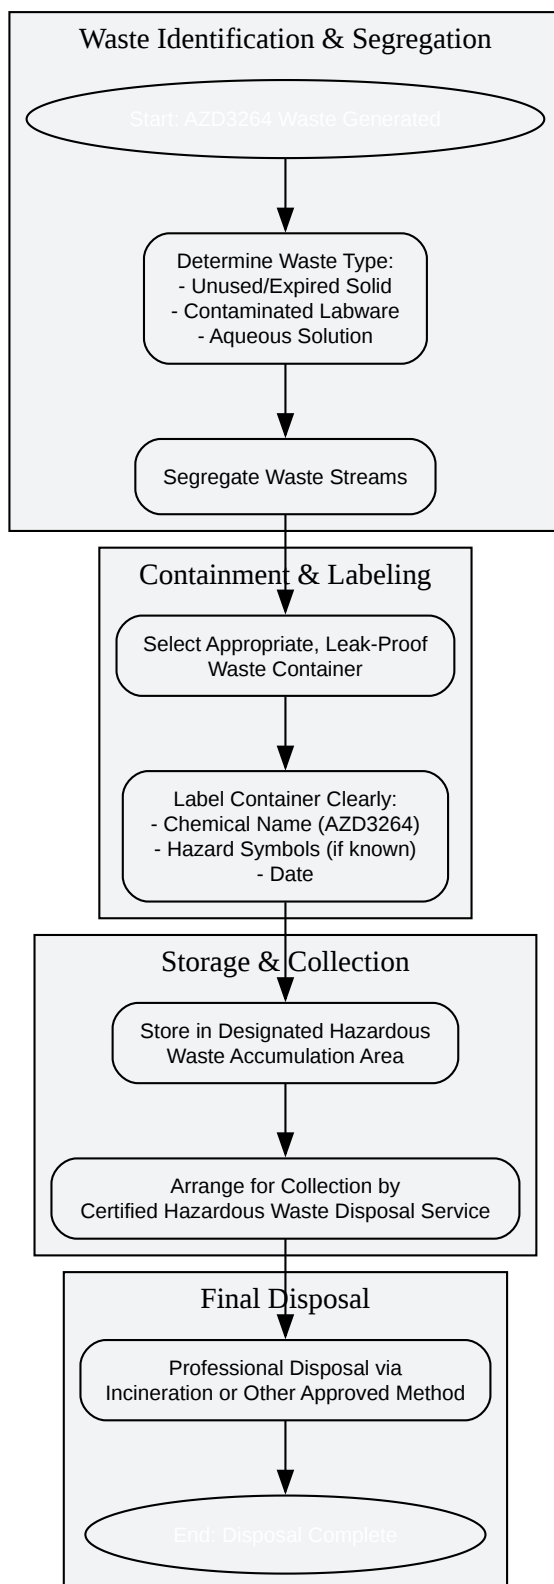 Waste Identification & Segregation
Start: AZD3264 Waste Generated
Determine Waste Type:
- Unused/Expired Solid
- Contaminated Labware
- Aqueous Solution
Segregate Waste Streams
Containment & Labeling
Select Appropriate, Leak-Proof
Waste Container
Label Container Clearly:
- Chemical Name (AZD3264)
- Hazard Symbols (if known)
- Date
Storage & Collection
Store in Designated Hazardous
Waste Accumulation Area
Arrange for Collection by
Certified Hazardous Waste Disposal Service
Final Disposal
Professional Disposal via
Incineration or Other Approved Method
End: Disposal Complete